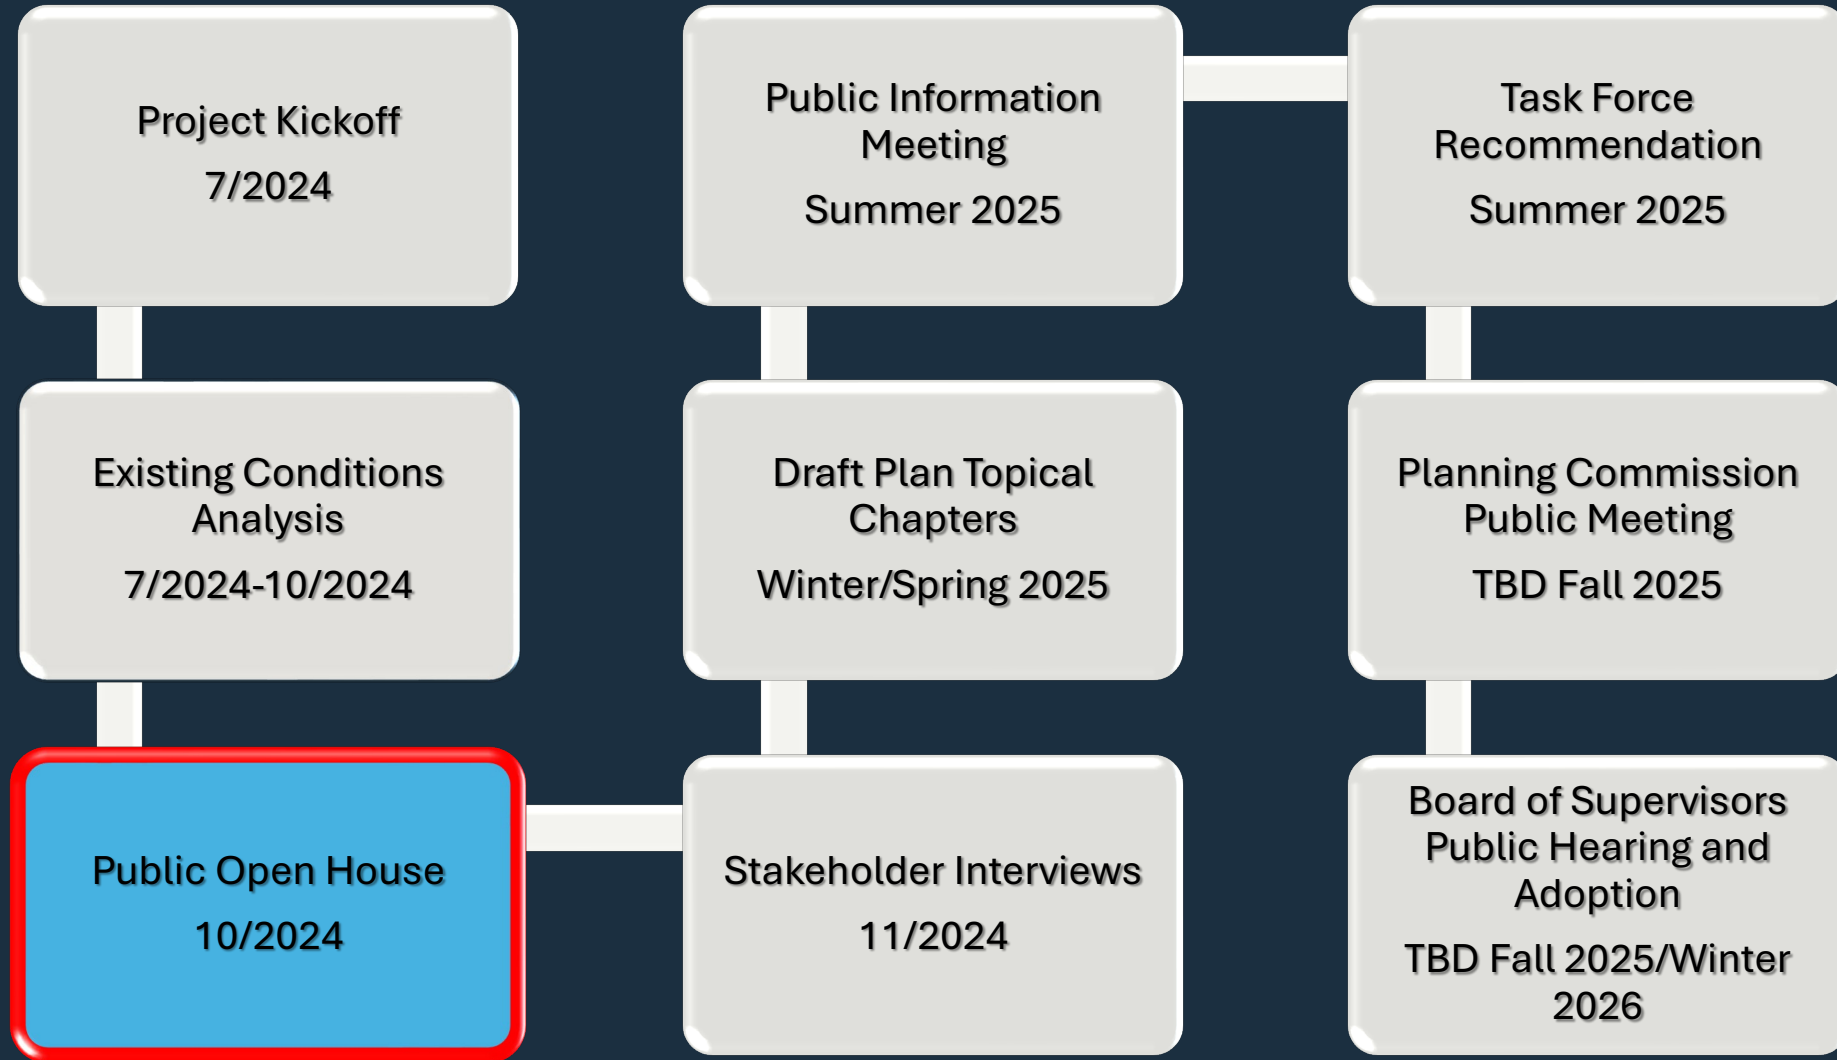 Project Kickoff
7/2024
Existing Conditions
Analysis
7/2024-10/2024
Public Open House
10/2024
Stakeholder Interviews
11/2024
Draft Plan Topical
Chapters
Winter/Spring 2025
Public Information
Meeting
Summer 2025
Task Force
Recommendation
Summer 2025
Planning Commission
Public Meeting
TBD Fall 2025
Board of Supervisors
Public Hearing and
Adoption
TBD Fall 2025/Winter
2026